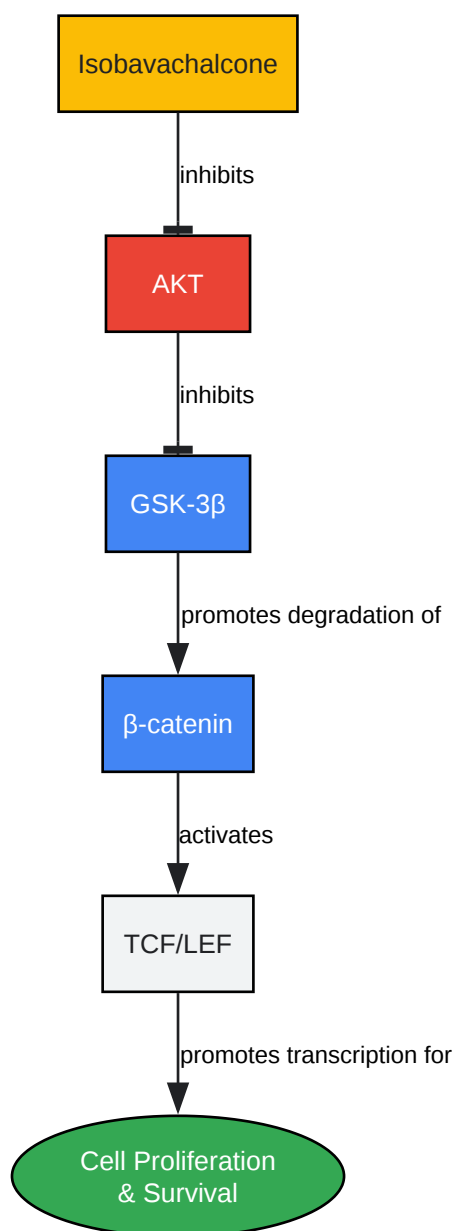 Isobavachalcone
inhibits
AKT
inhibits
GSK-3β
promotes degradation of
β-catenin
activates
TCF/LEF
promotes transcription for
Cell Proliferation
& Survival